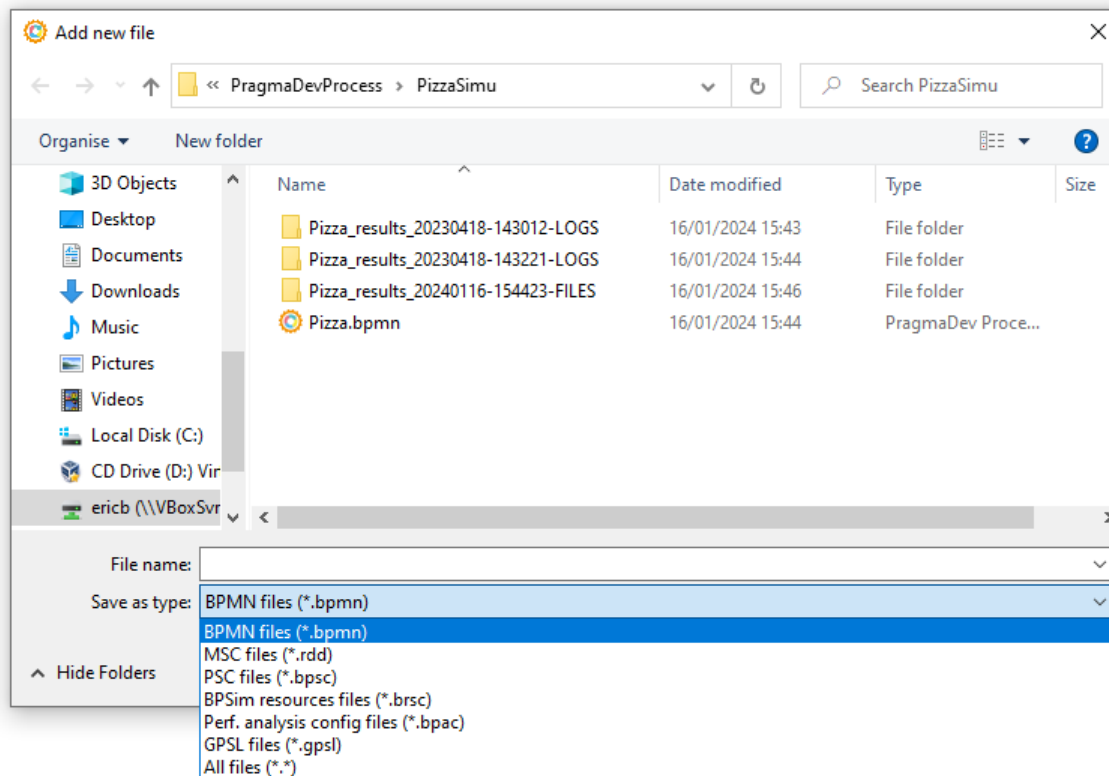 Add new file
« PragmaDevProcess › PizzaSimu
Search PizzaSimu
Organise New folder
Name Date modified Type Size
3D Objects
Desktop
Documents
Downloads
Music
Pictures
Videos
Local Disk (C:)
CD Drive (D:) Vir
ericb (\\VBoxSvr
Pizza_results_20230418-143012-LOGS 16/01/2024 15:43 File folder
Pizza_results_20230418-143221-LOGS 16/01/2024 15:44 File folder
Pizza_results_20240116-154423-FILES 16/01/2024 15:46 File folder
Pizza.bpmn 16/01/2024 15:44 PragmaDev Proce...
File name:
Save as type: BPMN files (*.bpmn)
BPMN files (*.bpmn)
MSC files (*.rdd)
PSC files (*.bpsc)
BPSim resources files (*.brsc)
Perf. analysis config files (*.bpac)
GPSL files (*.gpsl)
All files (*.*)
Hide Folders